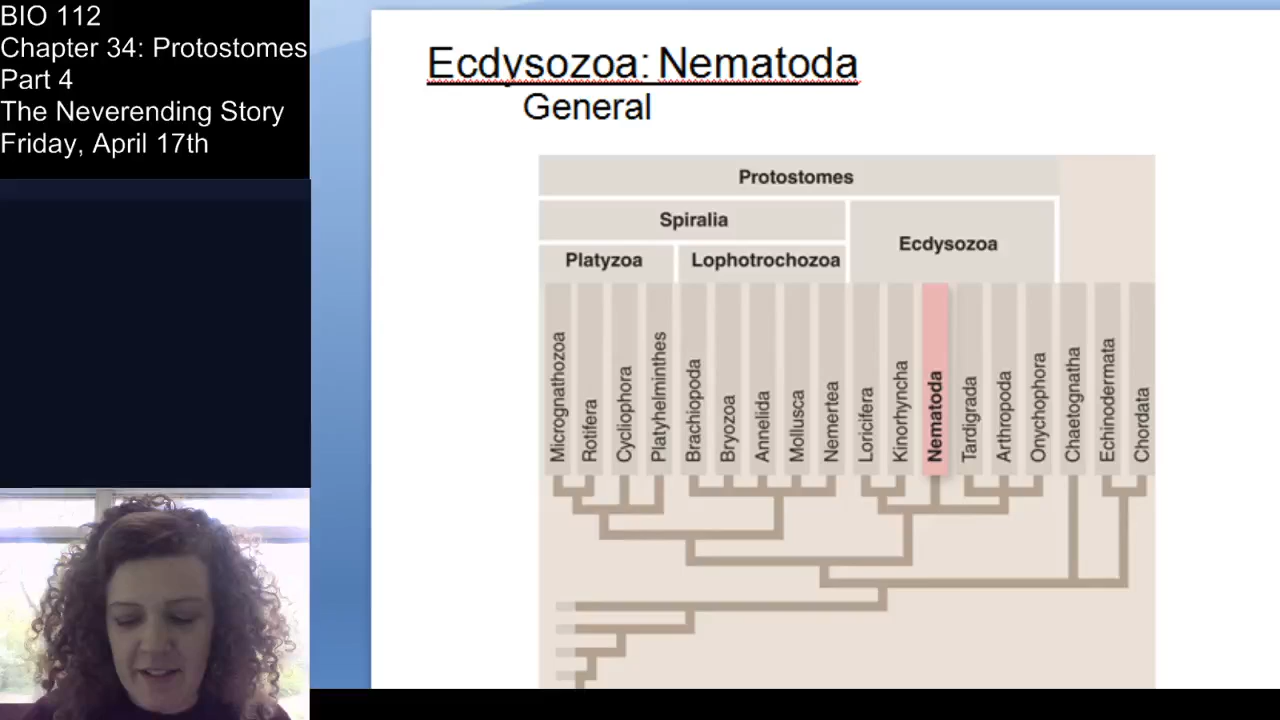 BIO 112
Chapter 34: Protostomes
Part 4
The Neverending Story
Friday, April 17th
Ecdysozoa: Nematoda
General
Protostomes
Spiralia
Ecdysozoa
Platyzoa
Lophotrochozoa
Micrognathozoa
Rotifera
Cycliophora
Platyhelminthes
Brachiopoda
Bryozoa
Annelida
Mollusca
Nemertea
Loricifera
Kinorhyncha
Nematoda
Tardigrada
Arthropoda
Onychophora
Chaetognatha
Echinodermata
Chordata